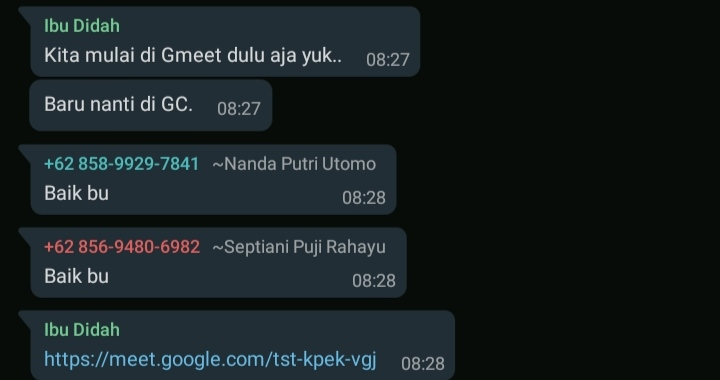 Ibu Didah
Kita mulai di Gmeet dulu aja yuk.. 08:27
Baru nanti di GC. 08:27
+62 858-9929-7841 ~Nanda Putri Utomo
Baik bu 08:28
+62 856-9480-6982 ~Septiani Puji Rahayu
Baik bu 08:28
Ibu Didah
https://meet.google.com/tst-kpek-vgj 08:28